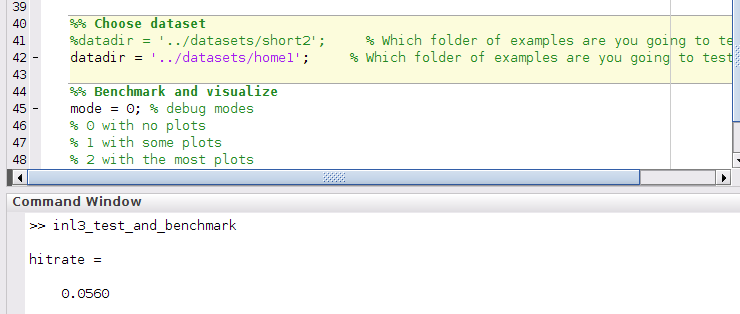 39
40 %% Choose dataset
41 %datadir = '../datasets/short2'; % Which folder of examples are you going to te
42 - datadir = '../datasets/home1'; % Which folder of examples are you going to test
43
44 %% Benchmark and visualize
45 - mode = 0; % debug modes
46 % 0 with no plots
47 % 1 with some plots
48 % 2 with the most plots
Command Window
>> inl3_test_and_benchmark
hitrate =
0.0560